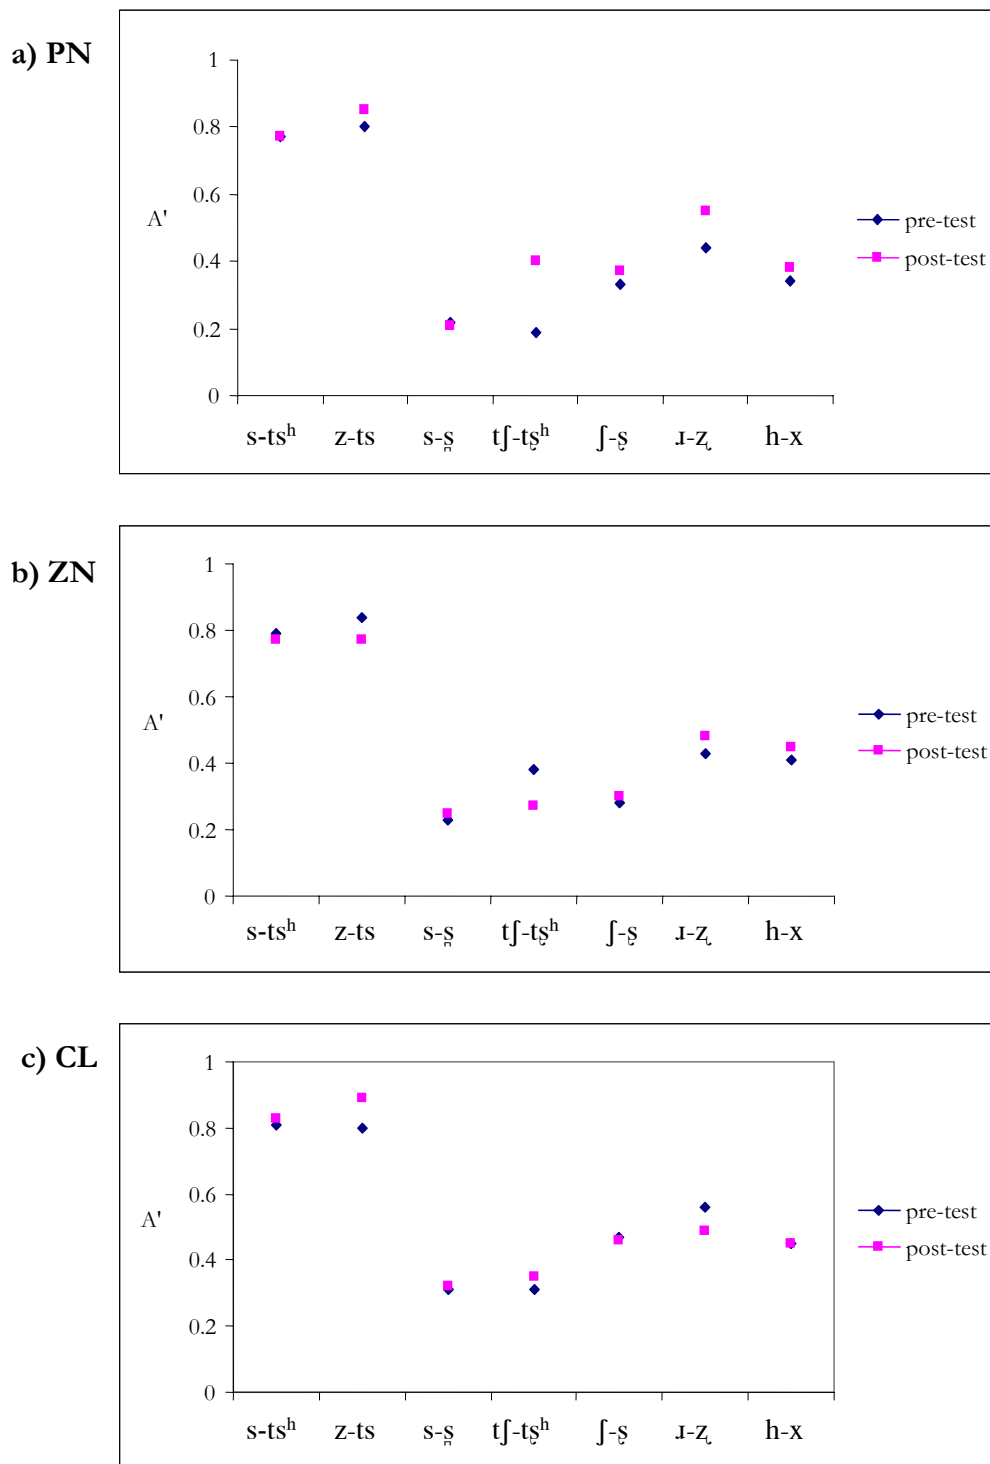 a) PN
1
0.8
0.6
A'
0.4
0.2
0
pre-test
post-test
s-tsʰ z-ts s-s̪ tʃ-tʂʰ ʃ-ʂ ɹ-ʐ h-x
b) ZN
1
0.8
0.6
A'
0.4
0.2
0
pre-test
post-test
s-tsʰ z-ts s-s̪ tʃ-tʂʰ ʃ-ʂ ɹ-ʐ h-x
c) CL
1
0.8
0.6
A'
0.4
0.2
0
pre-test
post-test
s-tsʰ z-ts s-s̪ tʃ-tʂʰ ʃ-ʂ ɹ-ʐ h-x